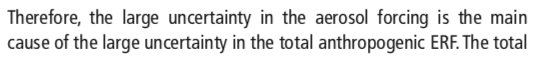 Therefore, the large uncertainty in the aerosol forcing is the main
cause of the large uncertainty in the total anthropogenic ERF. The total